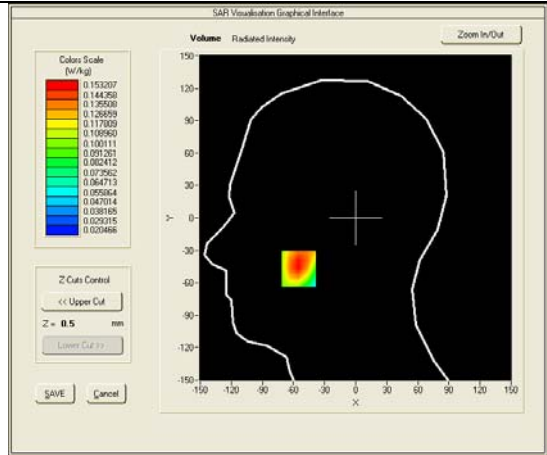 SAR Visualisation Graphical Interface
Volume Radiated Intensity
Zoom In/Out
Colors Scale
(W/kg)
0.153207
0.144358
0.135508
0.126659
0.117809
0.108960
0.100111
0.091261
0.082412
0.073562
0.064713
0.055864
0.047014
0.038165
0.029315
0.020466
Z Cuts Control
<< Upper Cut
Z = 0.5 mm
Lower Cut >>
SAVE Cancel
150
120
90
60
30
0
-30
-60
-90
-120
-150
Y
-150 -120 -90 -60 -30 0 30 60 90 120 150
X